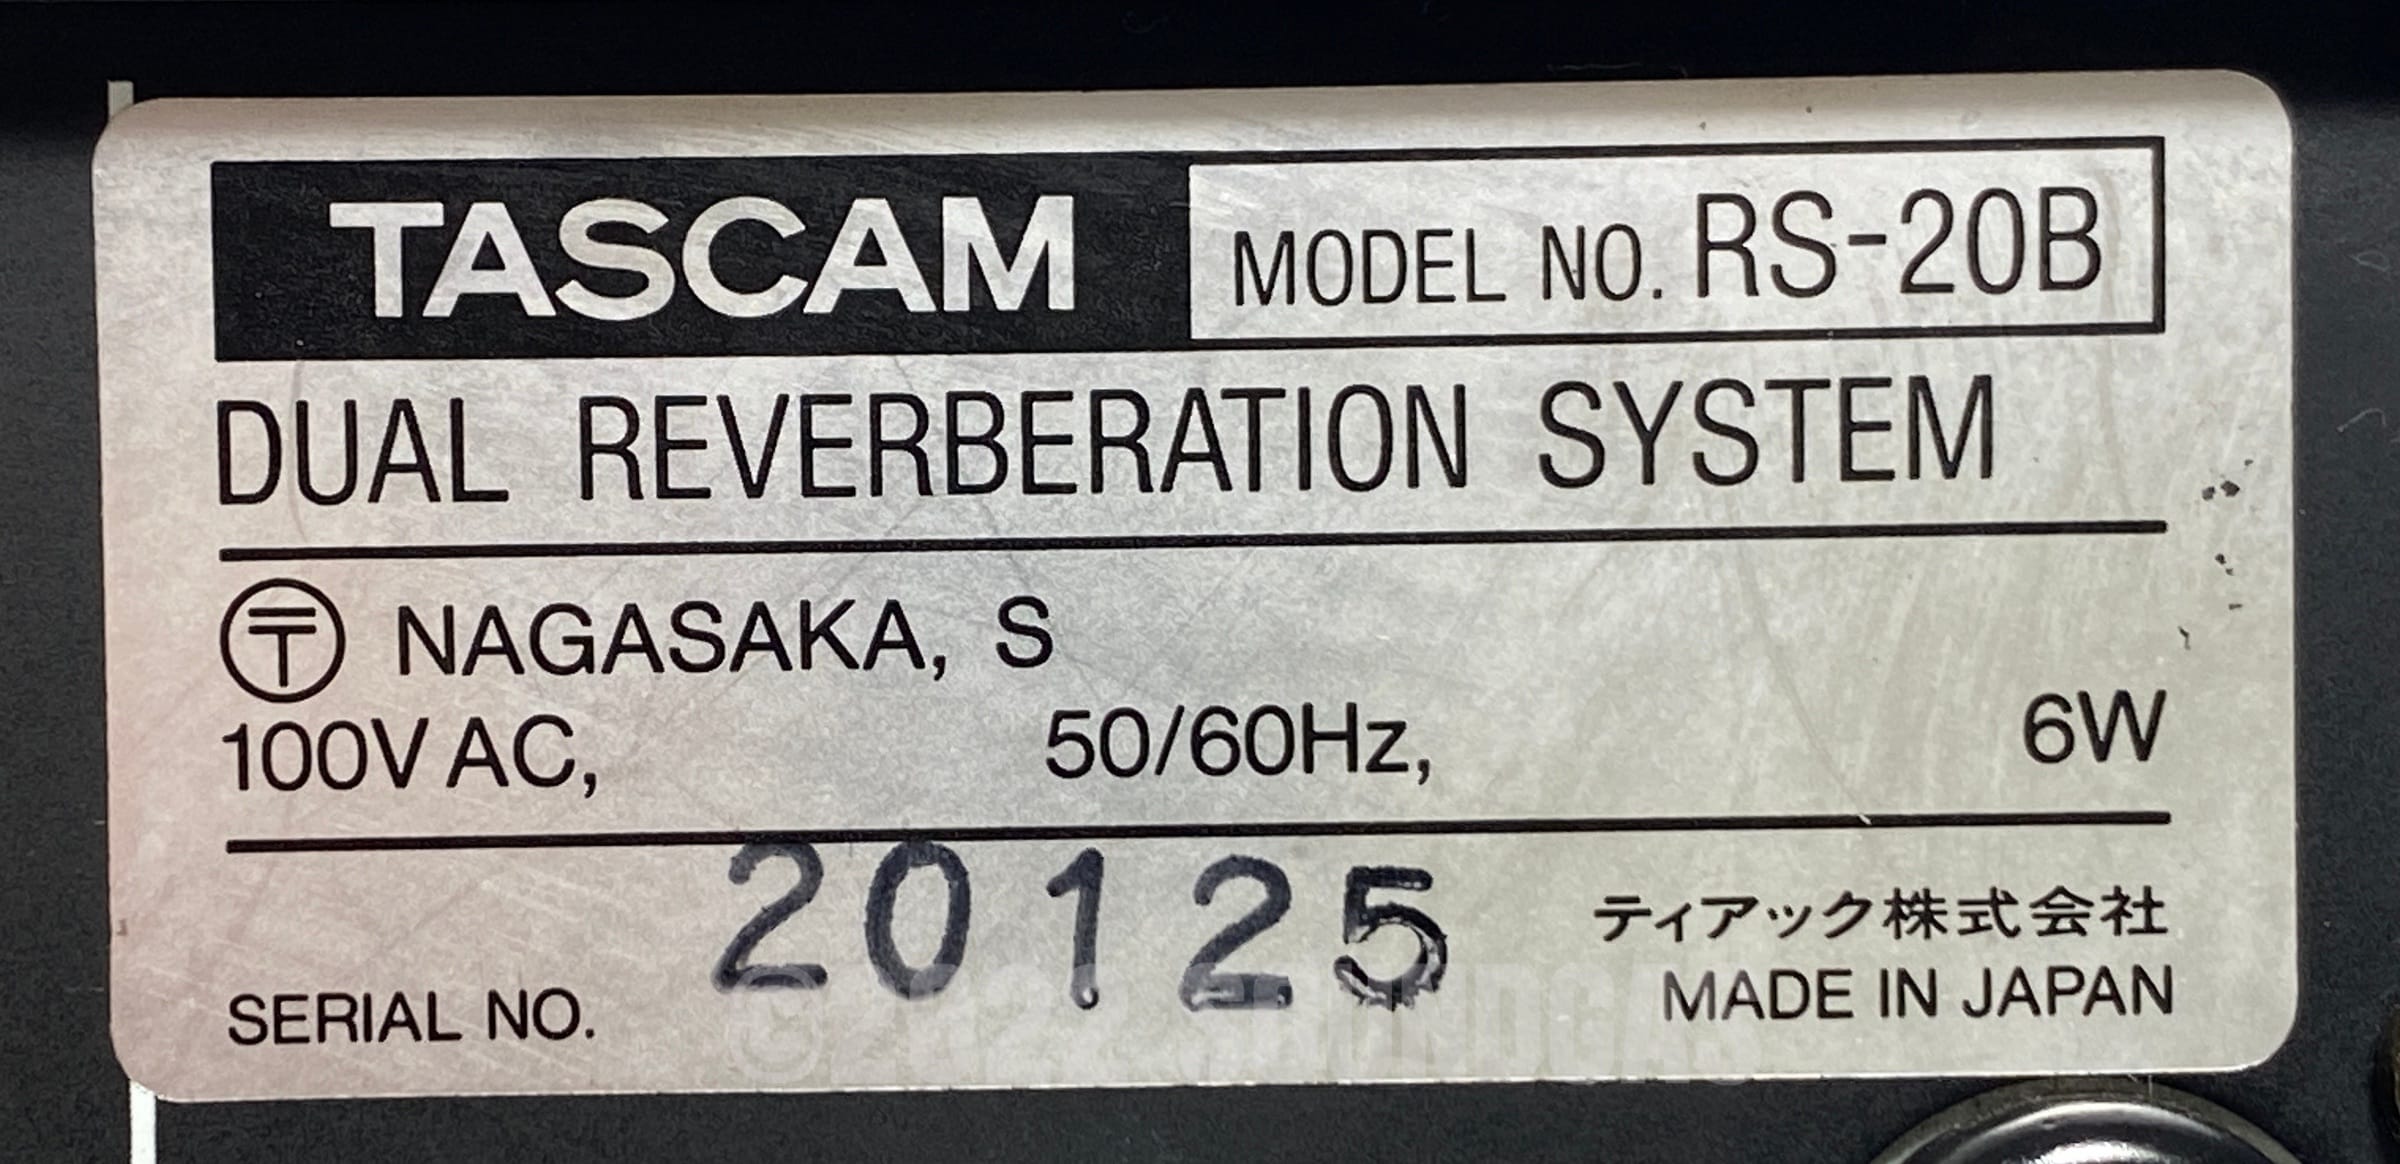 TASCAM MODEL NO. RS-20B
DUAL REVERBERATION SYSTEM
〶 NAGASAKA, S
100V AC, 50/60Hz, 6W
SERIAL NO. 20125
ティアック株式会社
MADE IN JAPAN
©2022